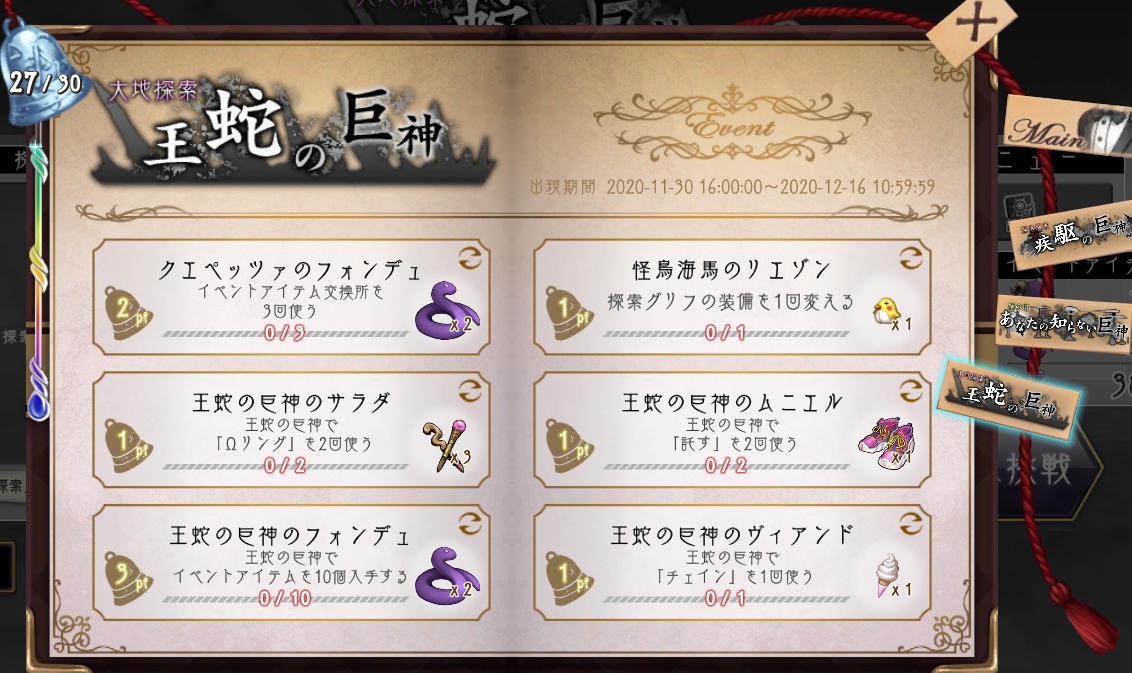 27/30
大地探索
王蛇の巨神
Event
出現期間 2020-11-30 16:00:00～2020-12-16 10:59:59
クエペッツァのフォンデュ
イベントアイテム交換所を
3回使う
2pt
0/3
x2
怪鳥海馬のリエゾン
探索グリフの装備を1回変える
1pt
0/1
x1
王蛇の巨神のサラダ
王蛇の巨神で
「Ωリング」を2回使う
1pt
0/2
x3
王蛇の巨神のムニエル
王蛇の巨神で
「託す」を2回使う
1pt
0/2
x1
王蛇の巨神のフォンデュ
王蛇の巨神で
イベントアイテムを10個入手する
3pt
0/10
x2
王蛇の巨神のヴィアンド
王蛇の巨神で
「チェイン」を1回使う
1pt
0/1
x1
Main
疾駆の巨神
あなたの知らない巨神
王蛇の巨神
挑戦